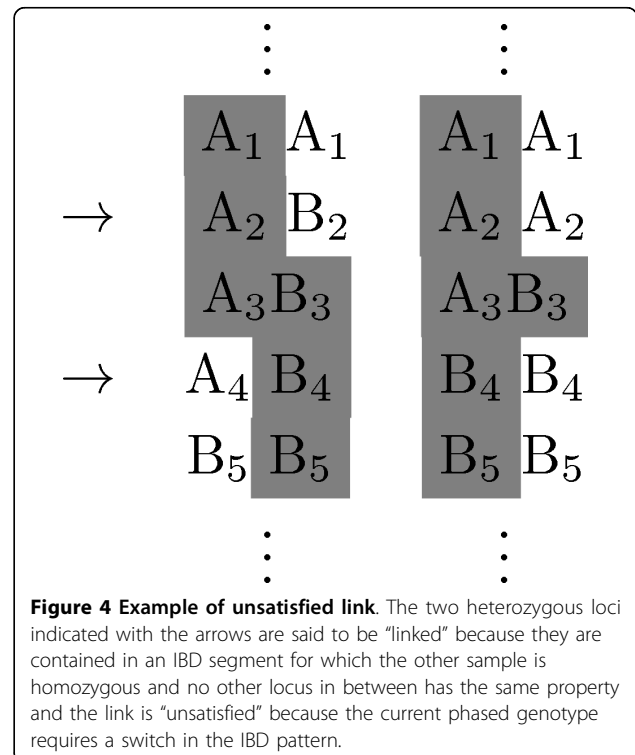 A₁ A₁ A₁ A₁
→ A₂ B₂ A₂ A₂
A₃ B₃ A₃ B₃
→ A₄ B₄ B₄ B₄
B₅ B₅ B₅ B₅
Figure 4 Example of unsatisfied link. The two heterozygous loci
indicated with the arrows are said to be “linked” because they are
contained in an IBD segment for which the other sample is
homozygous and no other locus in between has the same property
and the link is “unsatisfied” because the current phased genotype
requires a switch in the IBD pattern.